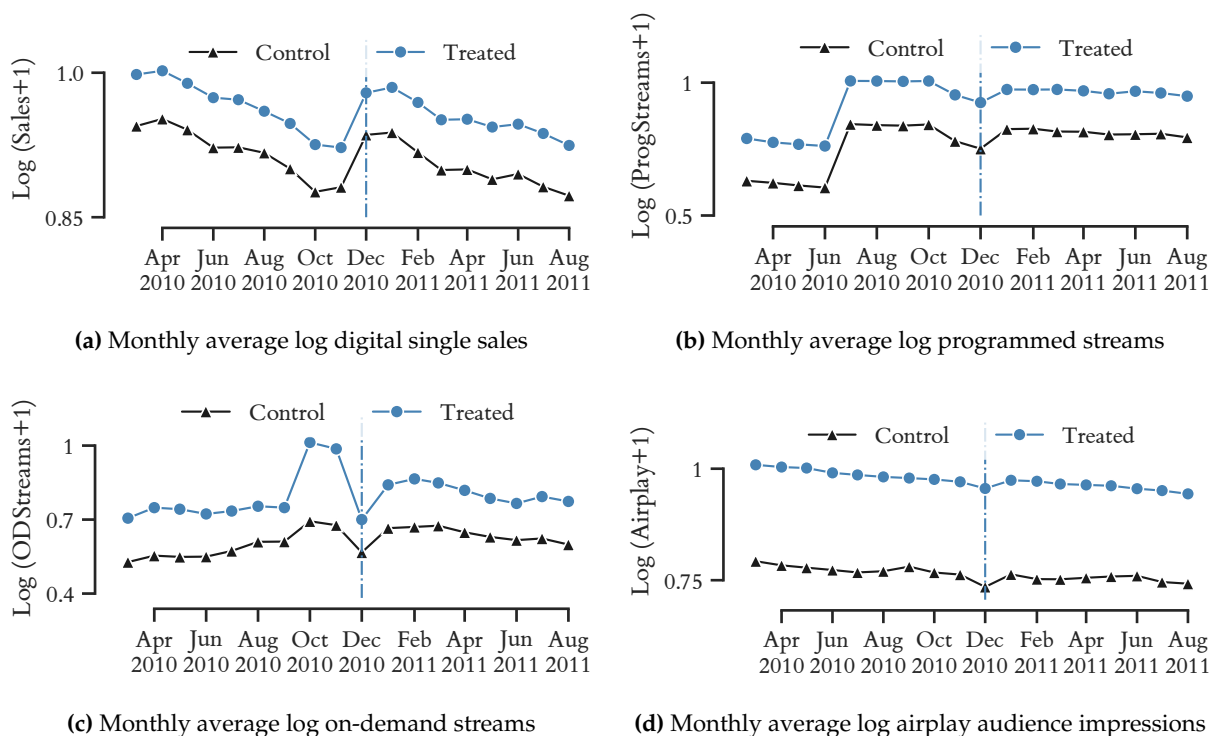 Control Treated
1.0
Log (Sales+1)
0.85
Apr Jun Aug Oct Dec Feb Apr Jun Aug
2010 2010 2010 2010 2010 2011 2011 2011 2011
(a) Monthly average log digital single sales
Control Treated
1
Log (ProgStreams+1)
0.5
Apr Jun Aug Oct Dec Feb Apr Jun Aug
2010 2010 2010 2010 2010 2011 2011 2011 2011
(b) Monthly average log programmed streams
Control Treated
1
0.7
Log (ODStreams+1)
0.4
Apr Jun Aug Oct Dec Feb Apr Jun Aug
2010 2010 2010 2010 2010 2011 2011 2011 2011
(c) Monthly average log on-demand streams
Control Treated
1
Log (Airplay+1)
0.75
Apr Jun Aug Oct Dec Feb Apr Jun Aug
2010 2010 2010 2010 2010 2011 2011 2011 2011
(d) Monthly average log airplay audience impressions